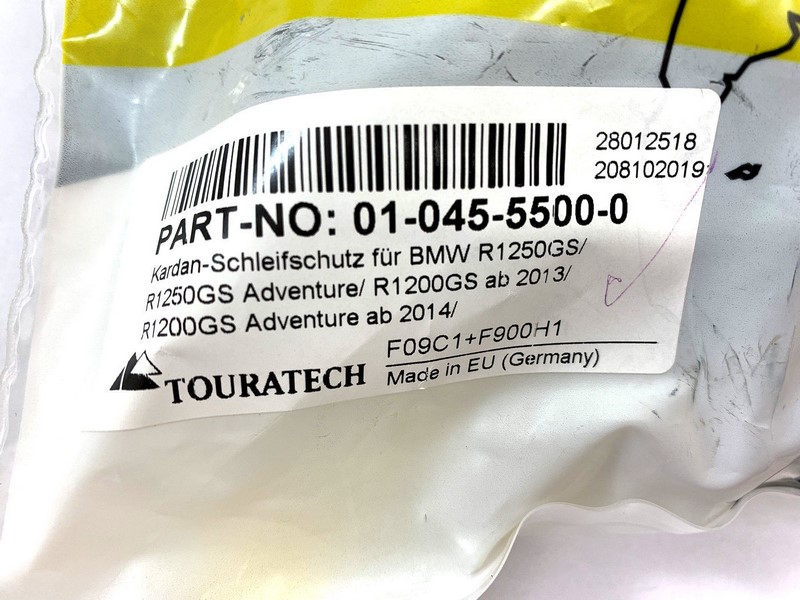 28012518
208102019
PART-NO: 01-045-5500-0
Kardan-Schleifschutz für BMW R1250GS/
R1250GS Adventure/ R1200GS ab 2013/
R1200GS Adventure ab 2014/
F09C1+F900H1
TOURATECH
Made in EU (Germany)